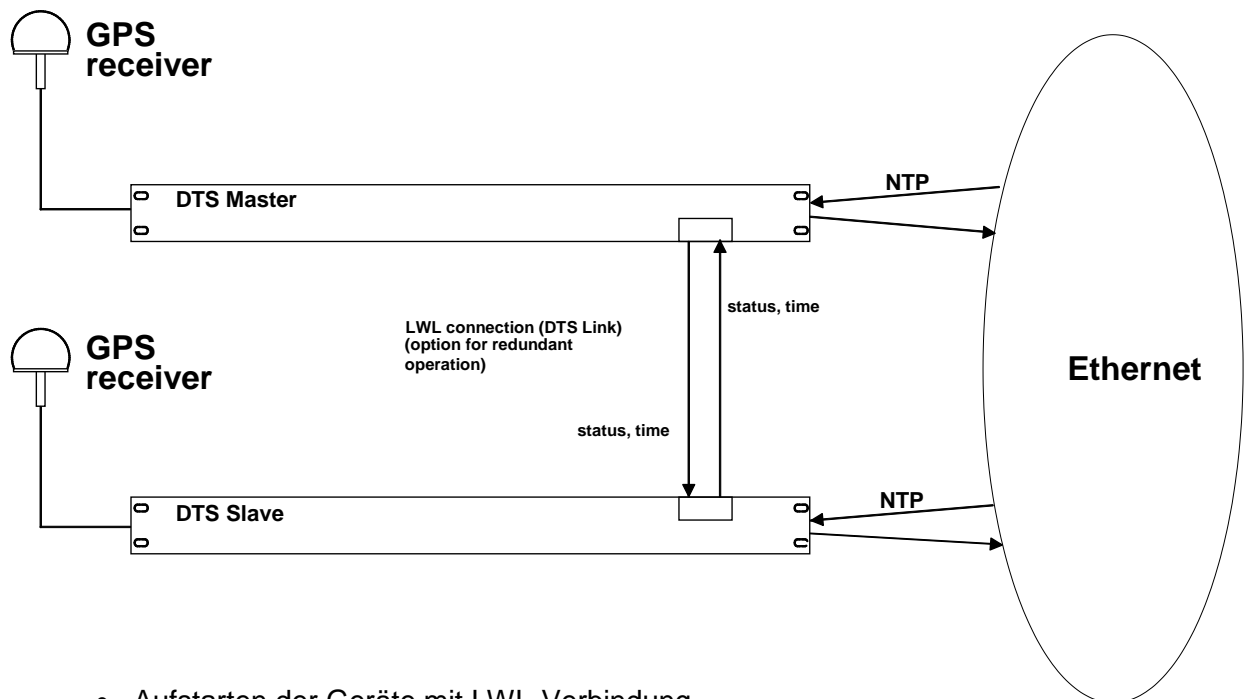 GPS
receiver
DTS Master
NTP
status, time
LWL connection (DTS Link)
(option for redundant
operation)
GPS
receiver
Ethernet
status, time
DTS Slave
NTP
• Aufstarten der Geräte mit LWL-Verbindung